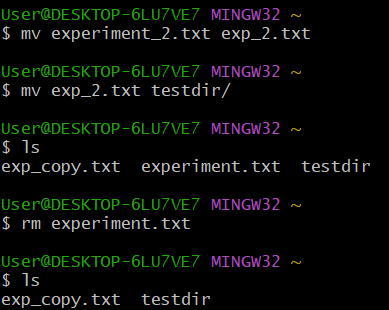 User@DESKTOP-6LU7VE7 MINGW32 ~
$ mv experiment_2.txt exp_2.txt
User@DESKTOP-6LU7VE7 MINGW32 ~
$ mv exp_2.txt testdir/
User@DESKTOP-6LU7VE7 MINGW32 ~
$ ls
exp_copy.txt  experiment.txt  testdir
User@DESKTOP-6LU7VE7 MINGW32 ~
$ rm experiment.txt
User@DESKTOP-6LU7VE7 MINGW32 ~
$ ls
exp_copy.txt  testdir